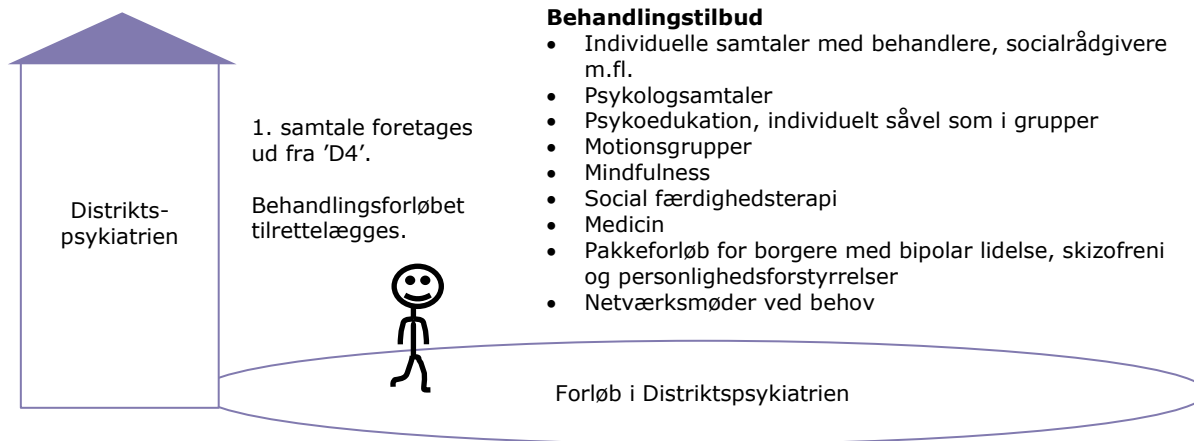 Distrikts-
psykiatrien
1. samtale foretages
ud fra ’D4’.
Behandlingsforløbet
tilrettelægges.
Behandlingstilbud
• Individuelle samtaler med behandlere, socialrådgivere
m.fl.
• Psykologsamtaler
• Psykoedukation, individuelt såvel som i grupper
• Motionsgrupper
• Mindfulness
• Social færdighedsterapi
• Medicin
• Pakkeforløb for borgere med bipolar lidelse, skizofreni
og personlighedsforstyrrelser
• Netværksmøder ved behov
Forløb i Distriktspsykiatrien